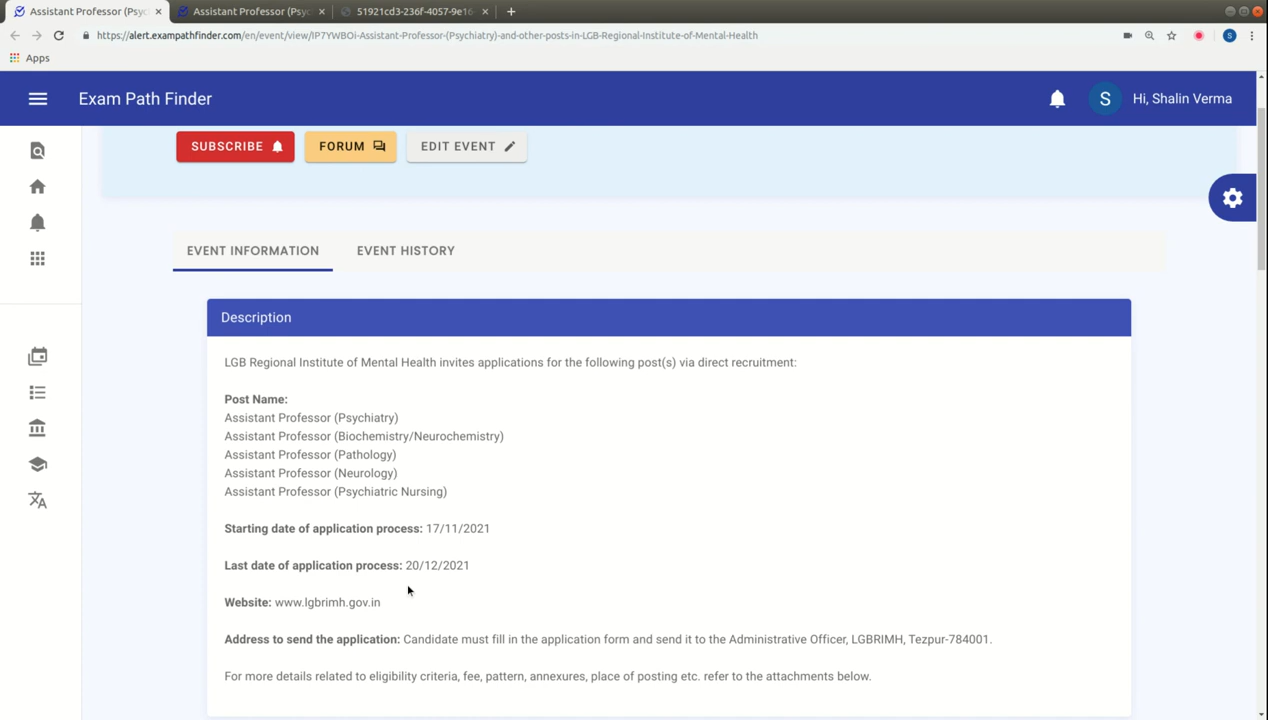 Assistant Professor (Psyc
Assistant Professor (Psyc
51921cd3-236f-4057-9e16-
https://alert.exampathfinder.com/en/event/view/IP7YWBOi-Assistant-Professor-(Psychiatry)-and-other-posts-in-LGB-Regional-Institute-of-Mental-Health
S
Apps
Exam Path Finder
S Hi, Shalin Verma
SUBSCRIBE
FORUM
EDIT EVENT
EVENT INFORMATION
EVENT HISTORY
Description
LGB Regional Institute of Mental Health invites applications for the following post(s) via direct recruitment:
Post Name:
Assistant Professor (Psychiatry)
Assistant Professor (Biochemistry/Neurochemistry)
Assistant Professor (Pathology)
Assistant Professor (Neurology)
Assistant Professor (Psychiatric Nursing)
Starting date of application process: 17/11/2021
Last date of application process: 20/12/2021
Website: www.lgbrimh.gov.in
Address to send the application: Candidate must fill in the application form and send it to the Administrative Officer, LGBRIMH, Tezpur-784001.
For more details related to eligibility criteria, fee, pattern, annexures, place of posting etc. refer to the attachments below.